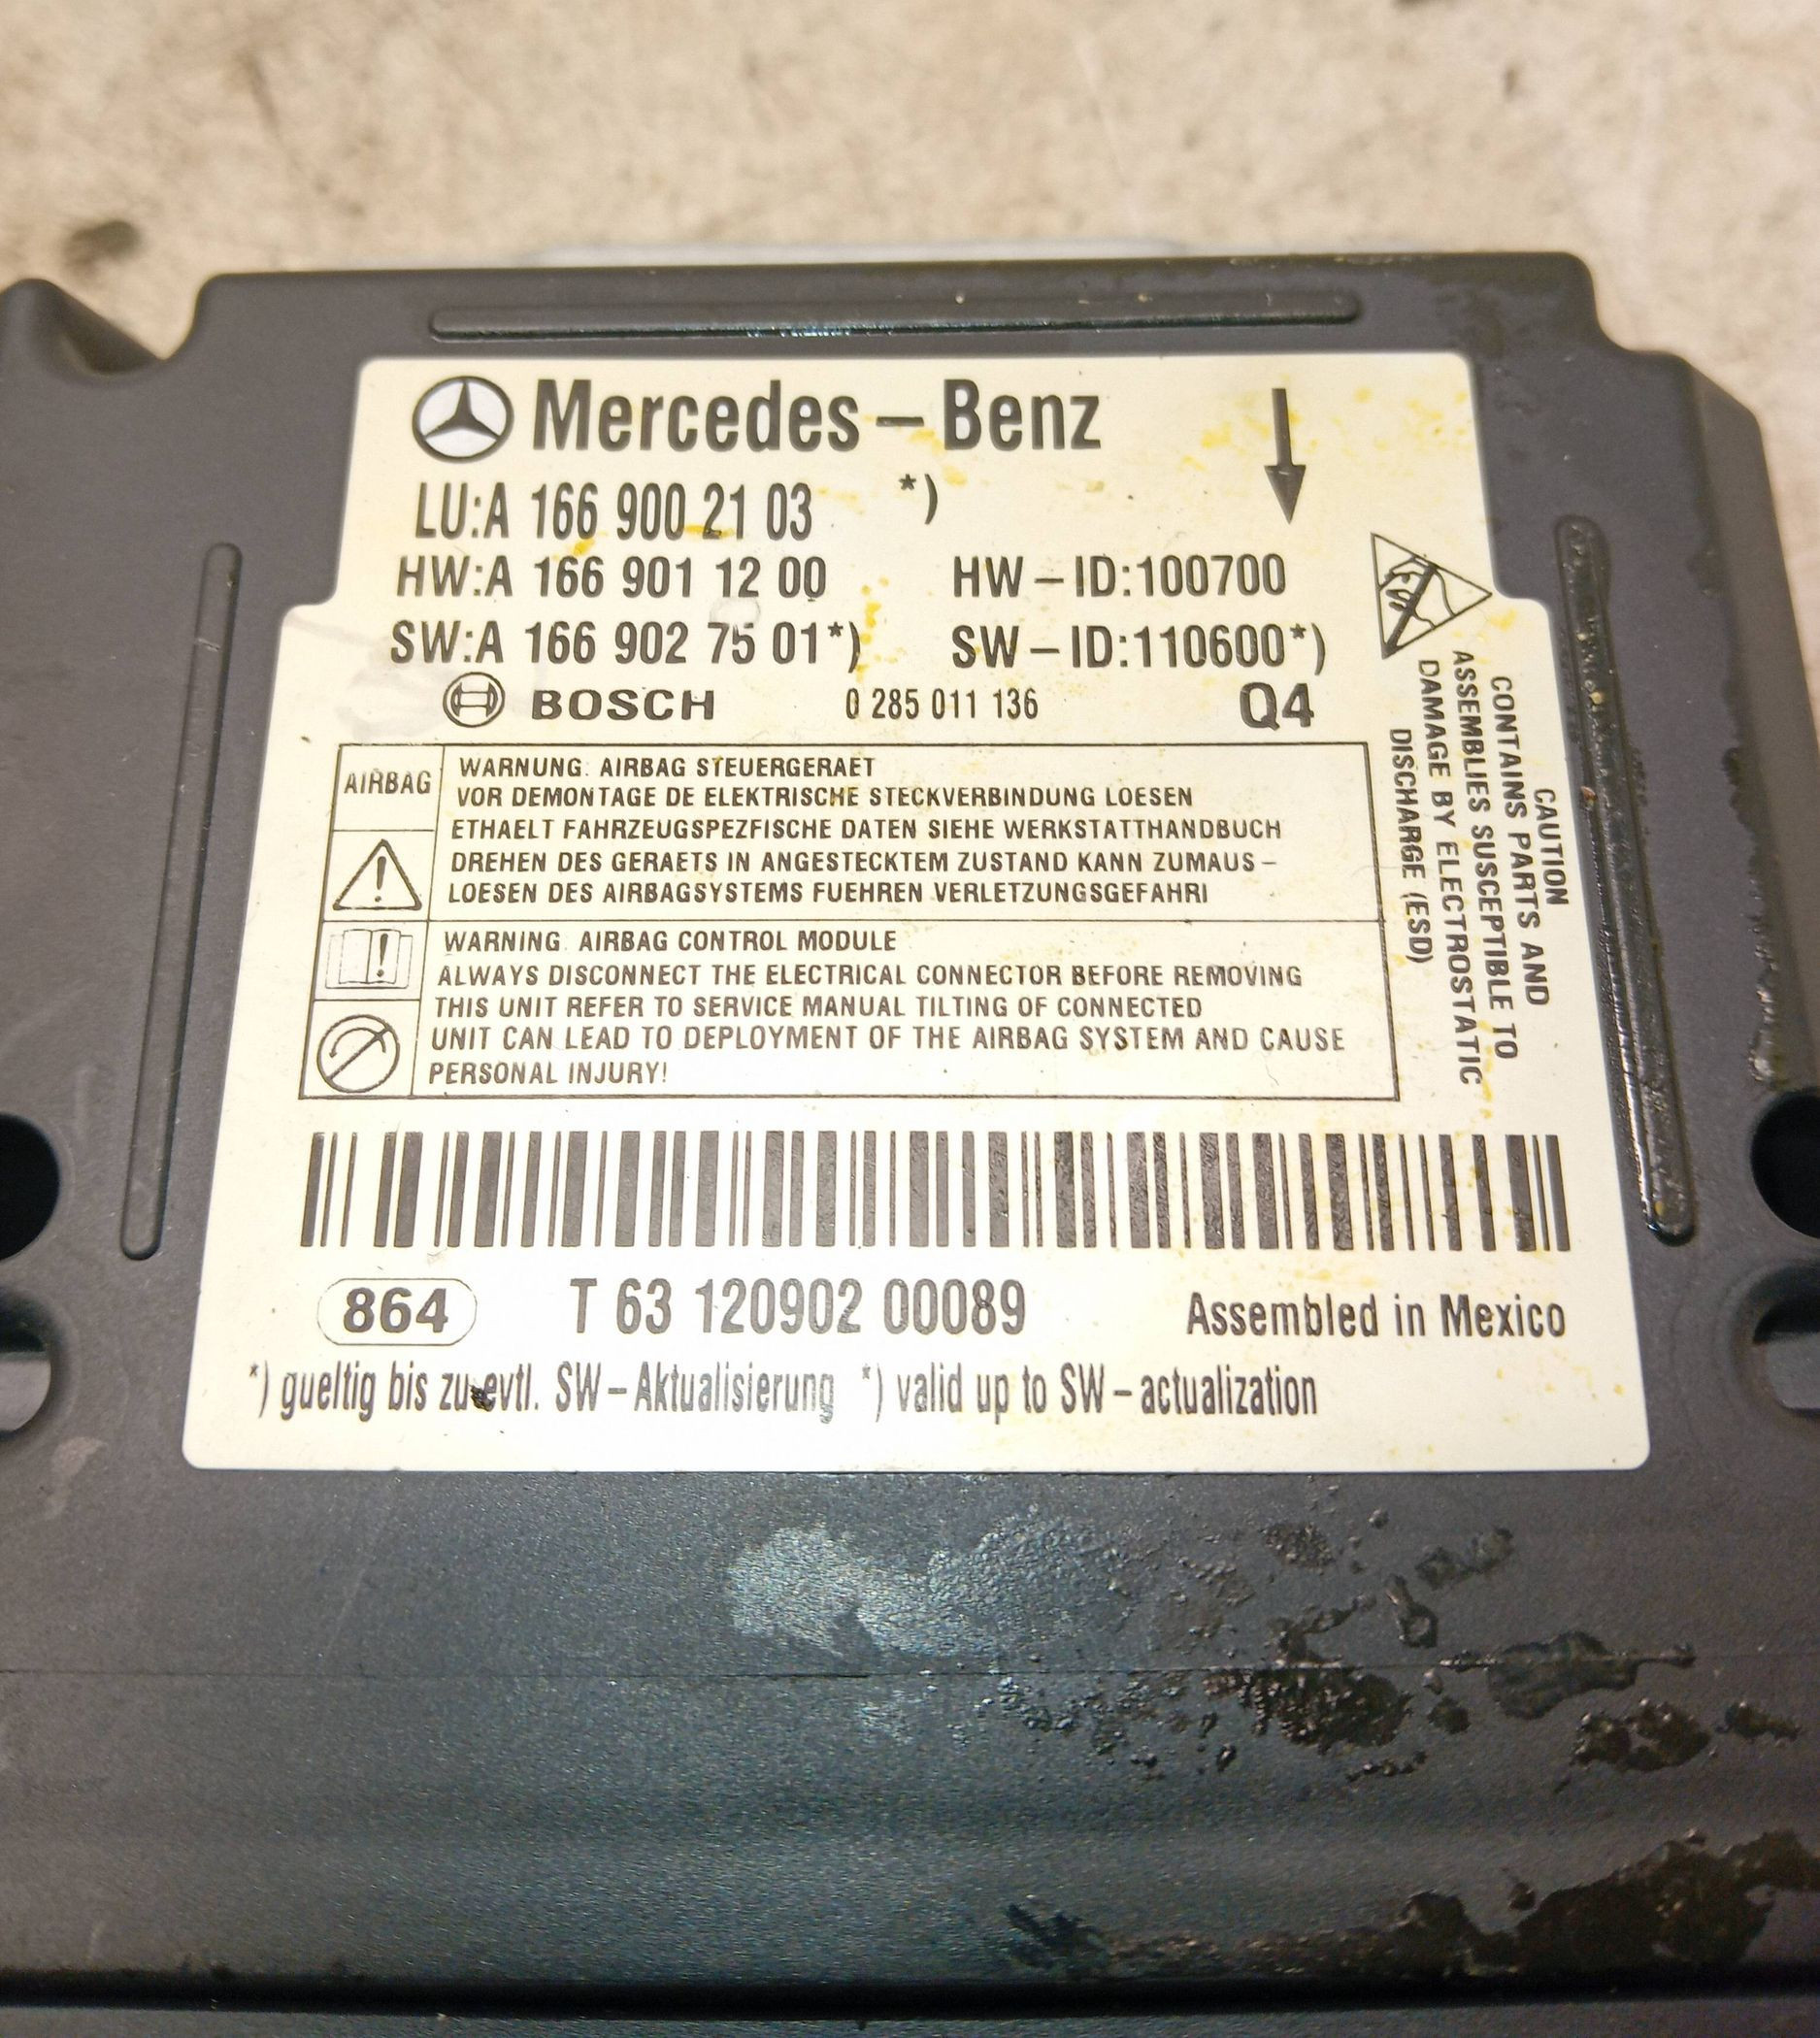 Mercedes-Benz
LU:A 166 900 21 03 *)
HW:A 166 901 12 00 HW-ID:100700
SW:A 166 902 75 01*) SW-ID:110600*)
BOSCH 0 285 011 136 Q4
AIRBAG
WARNUNG: AIRBAG STEUERGERAET
VOR DEMONTAGE DE ELEKTRISCHE STECKVERBINDUNG LOESEN
ETHAELT FAHRZEUGSPEZFISCHE DATEN SIEHE WERKSTATTHANDBUCH
DREHEN DES GERAETS IN ANGESTECKTEM ZUSTAND KANN ZUMAUS-
LOESEN DES AIRBAGSYSTEMS FUEHREN VERLETZUNGSGEFAHRI
WARNING: AIRBAG CONTROL MODULE
ALWAYS DISCONNECT THE ELECTRICAL CONNECTOR BEFORE REMOVING
THIS UNIT REFER TO SERVICE MANUAL TILTING OF CONNECTED
UNIT CAN LEAD TO DEPLOYMENT OF THE AIRBAG SYSTEM AND CAUSE
PERSONAL INJURY!
CAUTION
CONTAINS PARTS AND
ASSEMBLIES SUSCEPTIBLE TO
DAMAGE BY ELECTROSTATIC
DISCHARGE (ESD)
864 T 63 120902 00089 Assembled in Mexico
*) gueltig bis zu evtl. SW-Aktualisierung *) valid up to SW-actualization